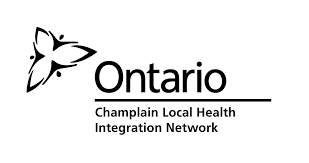 Ontario
Champlain Local Health
Integration Network